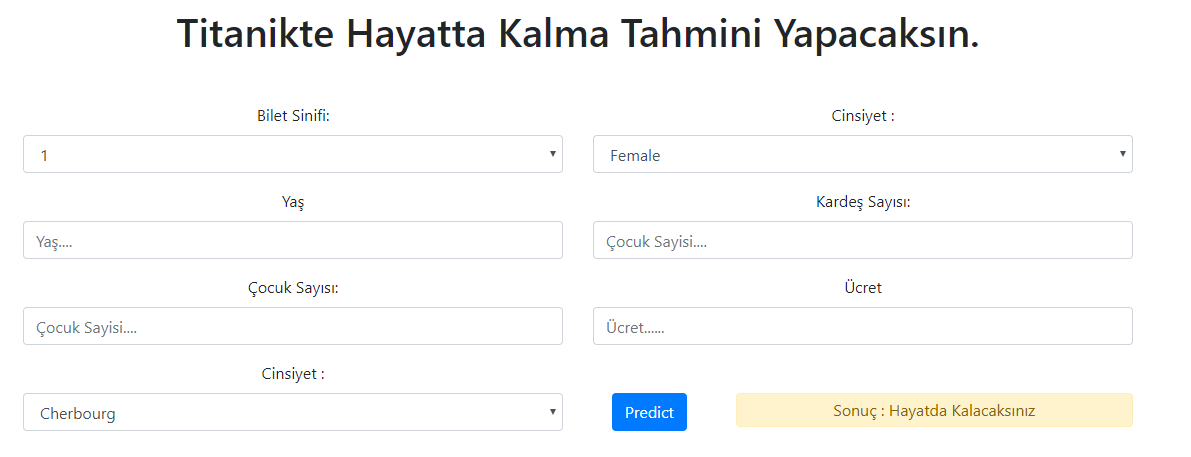 Titanikte Hayatta Kalma Tahmini Yapacaksın.
Bilet Sinifi:
Cinsiyet :
1
Female
Yaş
Kardeş Sayısı:
Yaş....
Çocuk Sayisi....
Çocuk Sayısı:
Ücret
Çocuk Sayisi....
Ücret......
Cinsiyet :
Cherbourg
Predict
Sonuç : Hayatda Kalacaksınız